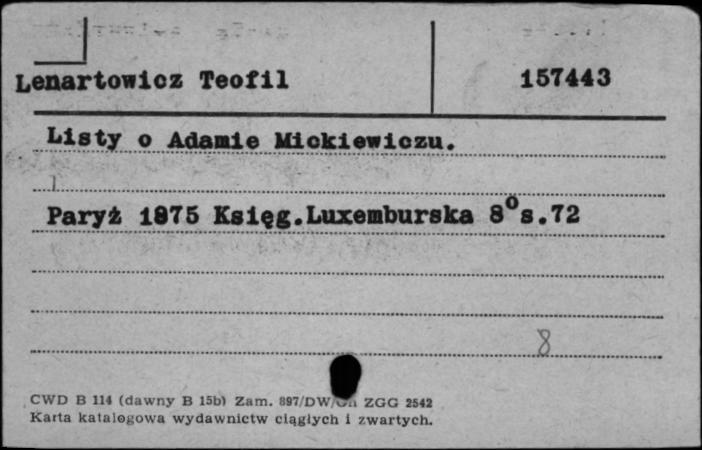 Lenartowicz Teofil 157443
Listy o Adamie Mickiewiczu.
Paryż 1875 Księg.Luxemburska 8° s.72
8
CWD B 114 (dawny B 15b) Zam. 897/DW/ ZGG 2542
Karta katalogowa wydawnictw ciągłych i zwartych.